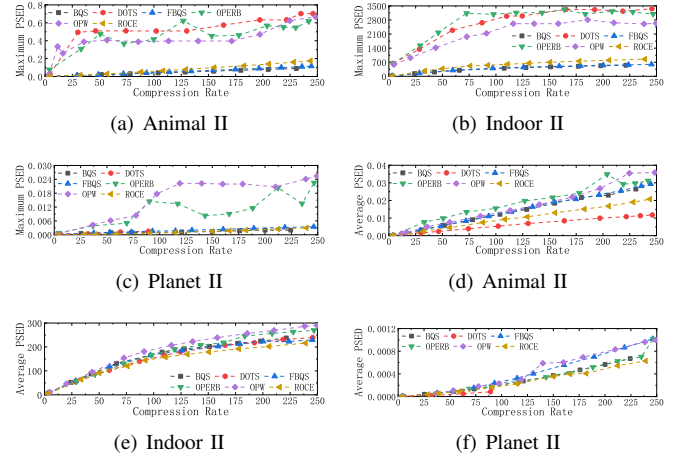 Maximum PSED
0.8
0.6
0.4
0.2
0.0
BQS DOTS FBQS OPERB
OPW ROCE
0 25 50 75 100 125 150 175 200 225 250
Compression Rate
(a) Animal II
Maximum PSED
3500
2800
2100
1400
700
0
BQS DOTS FBQS
OPERB OPW ROCE
0 25 50 75 100 125 150 175 200 225 250
Compression Rate
(b) Indoor II
Maximum PSED
0.030
0.024
0.018
0.012
0.006
0.000
BQS DOTS
FBQS OPERB
OPW ROCE
0 25 50 75 100 125 150 175 200 225 250
Compression Rate
(c) Planet II
Average PSED
0.04
0.03
0.02
0.01
0.00
BQS DOTS FBQS
OPERB OPW ROCE
0 25 50 75 100 125 150 175 200 225 250
Compression Rate
(d) Animal II
Average PSED
300
200
100
0
BQS DOTS FBQS
OPERB OPW ROCE
0 25 50 75 100 125 150 175 200 225 250
Compression Rate
(e) Indoor II
Average PSED
0.0012
0.0008
0.0004
0.0000
BQS DOTS FBQS
OPERB OPW ROCE
0 25 50 75 100 125 150 175 200 225 250
Compression Rate
(f) Planet II